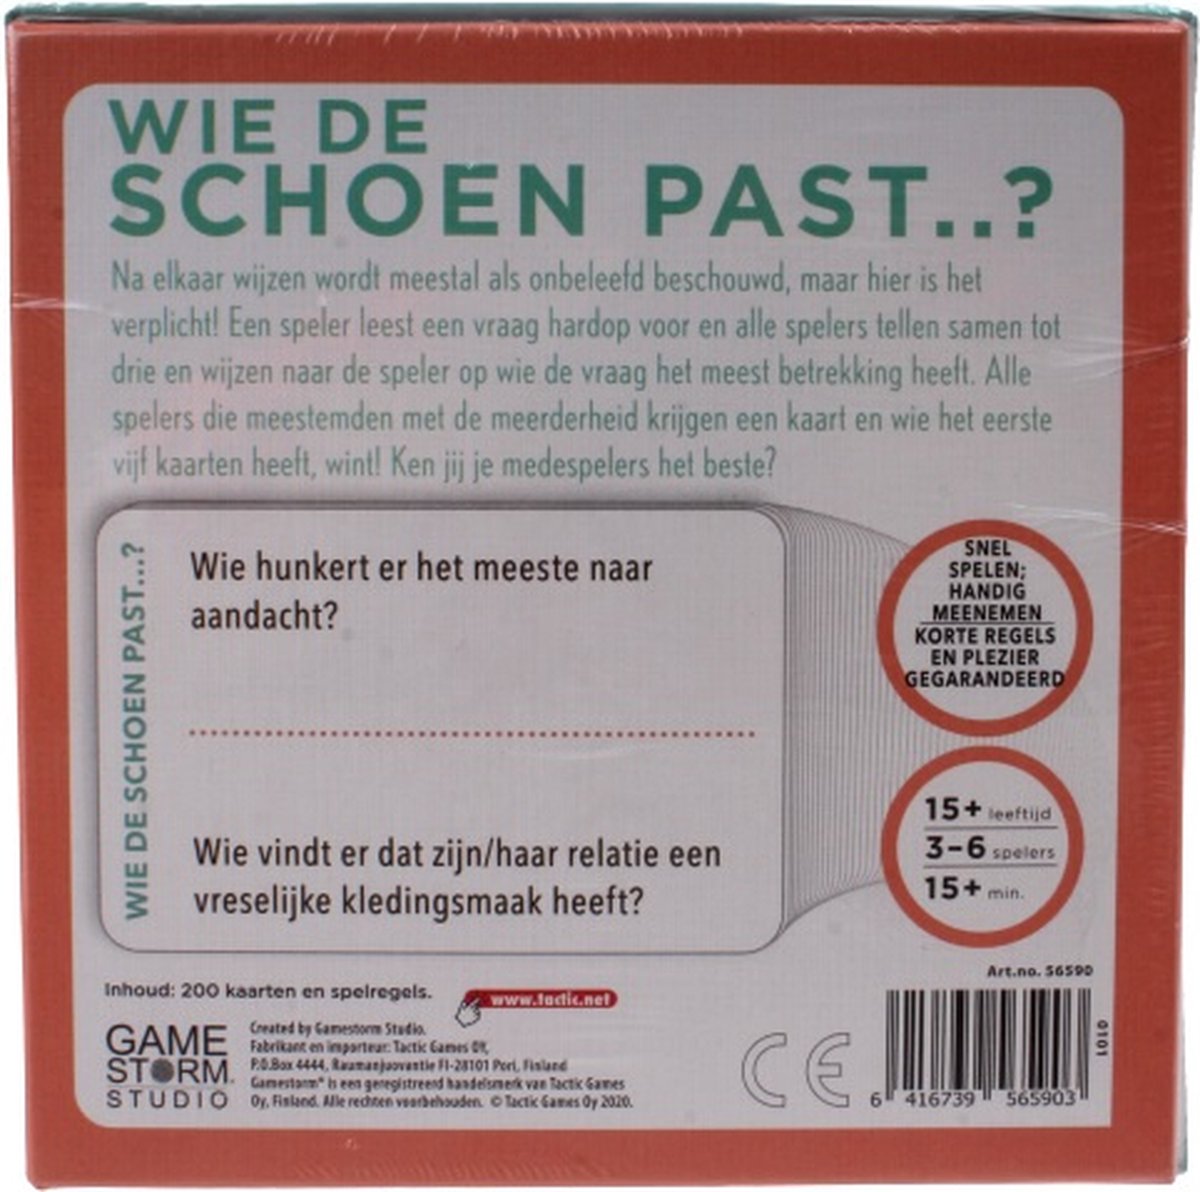 WIE DE
SCHOEN PAST..?
Na elkaar wijzen wordt meestal als onbeleefd beschouwd, maar hier is het
verplicht! Een speler leest een vraag hardop voor en alle spelers tellen samen tot
drie en wijzen naar de speler op wie de vraag het meest betrekking heeft. Alle
spelers die meestemden met de meerderheid krijgen een kaart en wie het eerste
vijf kaarten heeft, wint! Ken jij je medespelers het beste?
WIE DE SCHOEN PAST...?
Wie hunkert er het meeste naar
aandacht?
Wie vindt er dat zijn/haar relatie een
vreselijke kledingsmaak heeft?
SNEL
SPELEN;
HANDIG
MEENEMEN
KORTE REGELS
EN PLEZIER
GEGARANDEERD
15+ leeftijd
3-6 spelers
15+ min.
Art.no. 56590
Inhoud: 200 kaarten en spelregels.
www.tactic.net
GAME
STORM
STUDIO
Created by Gamestorm Studio.
Fabrikant en importeur: Tactic Games OY,
P.O.Box 4444, Raumanjuovantie FI-28101 Pori, Finland
Gamestorm® is een geregistreerd handelsmerk van Tactic Games
Oy, Finland. Alle rechten voorbehouden. © Tactic Games Oy 2020.
CE
0101
6 416739 565903